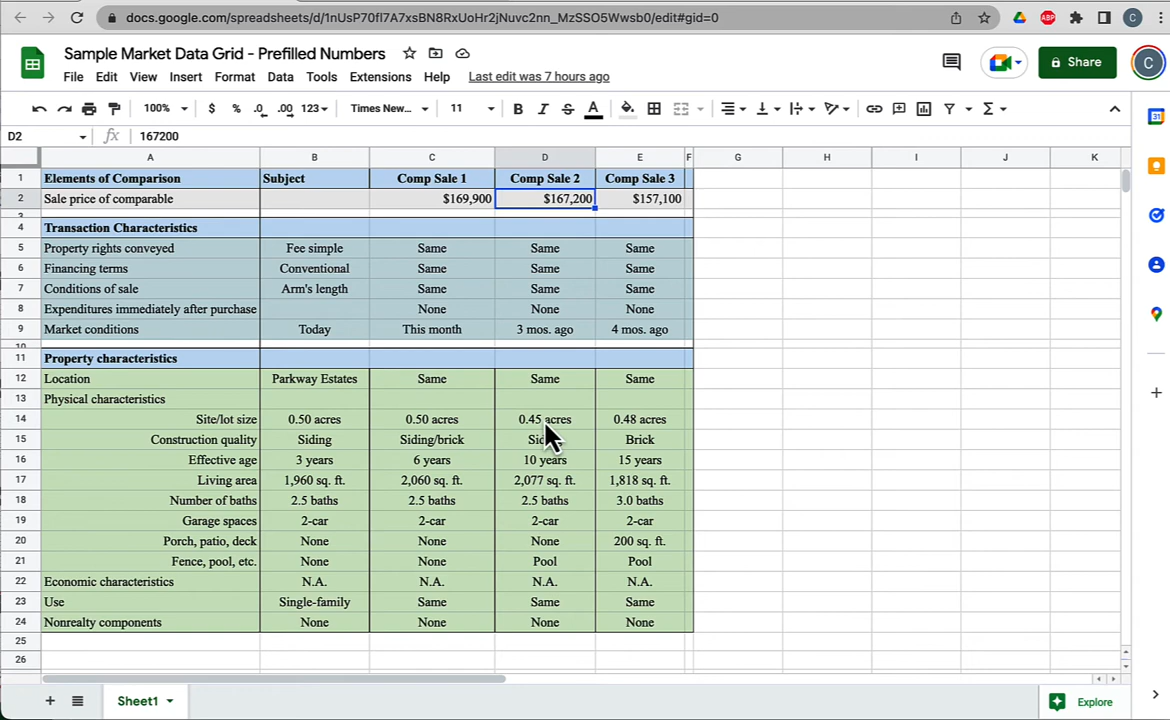 docs.google.com/spreadsheets/d/1nUsP70fl7A7xsBN8RxUoHr2jNuvc2nn_MzSSO5Wwsb0/edit#gid=0
ABP
C
Sample Market Data Grid - Prefilled Numbers
File Edit View Insert Format Data Tools Extensions Help Last edit was 7 hours ago
Share
C
100% $ % .0 .00 123 Times New... 11 B I S A
31
D2 fx 167200
A B C D E F G H I J K
1 Elements of Comparison Subject Comp Sale 1 Comp Sale 2 Comp Sale 3
2 Sale price of comparable $169,900 $167,200 $157,100
3
4 Transaction Characteristics
5 Property rights conveyed Fee simple Same Same Same
6 Financing terms Conventional Same Same Same
7 Conditions of sale Arm's length Same Same Same
8 Expenditures immediately after purchase None None None
9 Market conditions Today This month 3 mos. ago 4 mos. ago
10
11 Property characteristics
12 Location Parkway Estates Same Same Same
13 Physical characteristics
14 Site/lot size 0.50 acres 0.50 acres 0.45 acres 0.48 acres
15 Construction quality Siding Siding/brick Brick
16 Effective age 3 years 6 years 10 years 15 years
17 Living area 1,960 sq. ft. 2,060 sq. ft. 2,077 sq. ft. 1,818 sq. ft.
18 Number of baths 2.5 baths 2.5 baths 2.5 baths 3.0 baths
19 Garage spaces 2-car 2-car 2-car 2-car
20 Porch, patio, deck None None None 200 sq. ft.
21 Fence, pool, etc. None None Pool Pool
22 Economic characteristics N.A. N.A. N.A. N.A.
23 Use Single-family Same Same Same
24 Nonrealty components None None None None
25
26
Sheet1
Explore